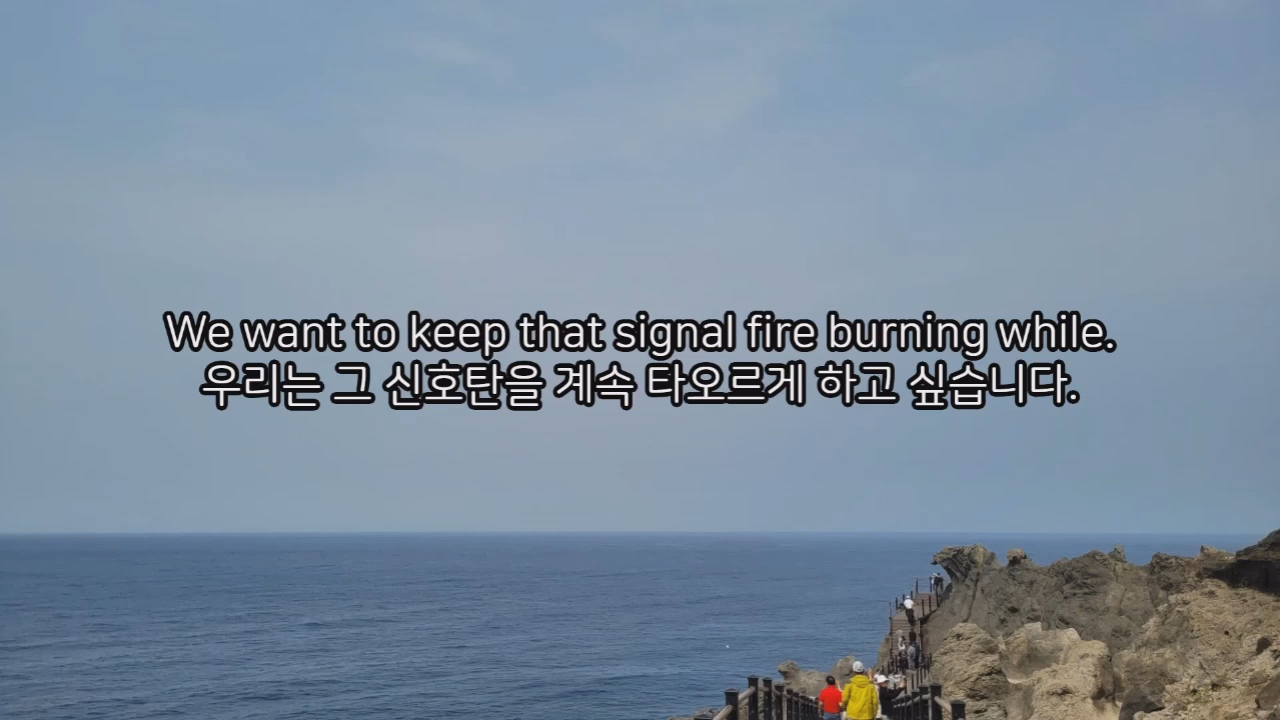 We want to keep that signal fire burning while.
우리는 그 신호탄을 계속 타오르게 하고 싶습니다.